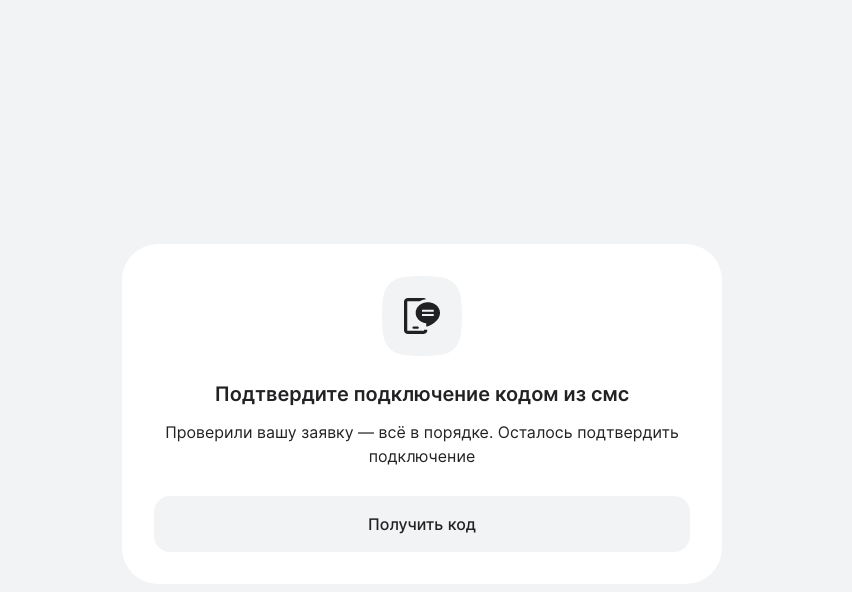 Подтвердите подключение кодом из смс
Проверили вашу заявку — всё в порядке. Осталось подтвердить
подключение
Получить код